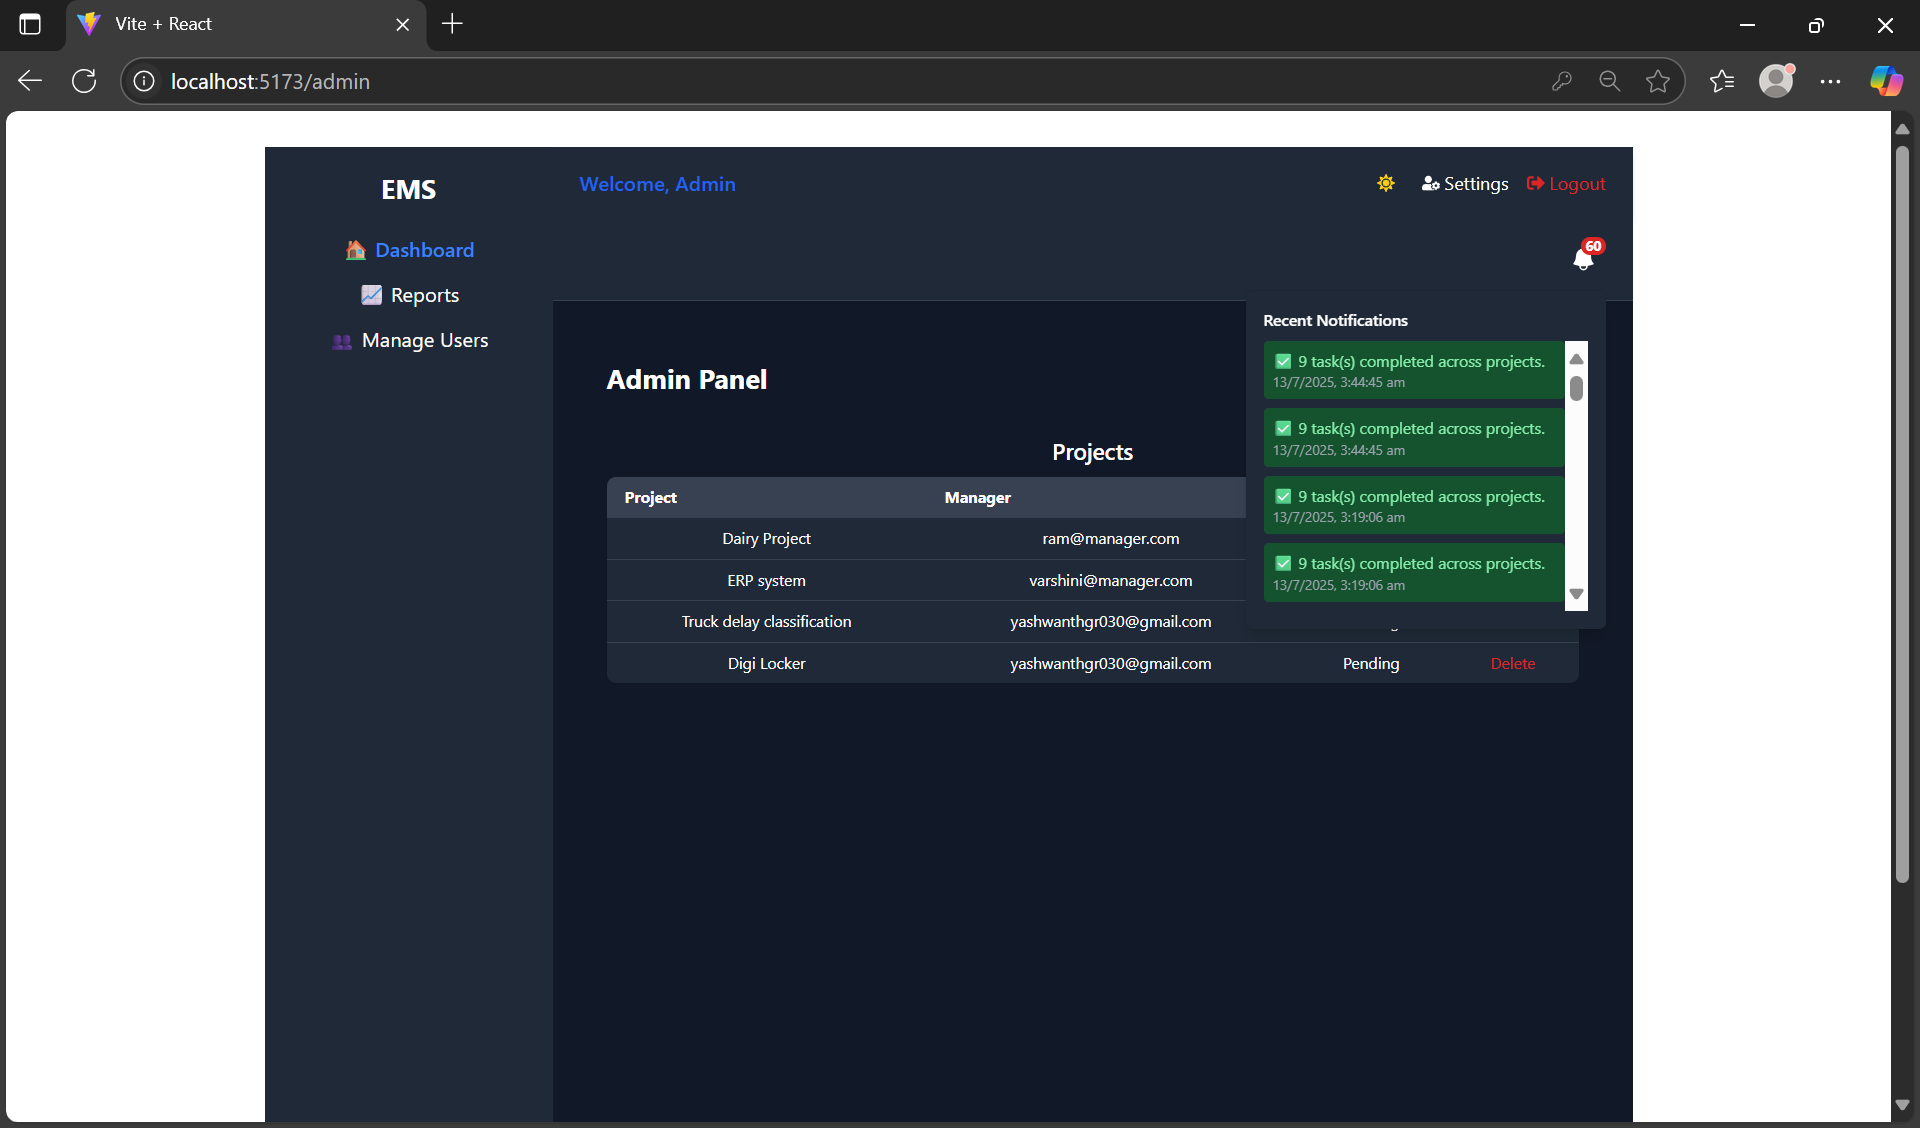 Vite + React
localhost:5173/admin
EMS
Welcome, Admin
Settings
Logout
Dashboard
60
Reports
Manage Users
Recent Notifications
9 task(s) completed across projects.
13/7/2025, 3:44:45 am
9 task(s) completed across projects.
13/7/2025, 3:44:45 am
9 task(s) completed across projects.
13/7/2025, 3:19:06 am
9 task(s) completed across projects.
13/7/2025, 3:19:06 am
Admin Panel
Projects
Project Manager
Dairy Project ram@manager.com
ERP system varshini@manager.com
Truck delay classification yashwanthgr030@gmail.com
Digi Locker yashwanthgr030@gmail.com Pending Delete